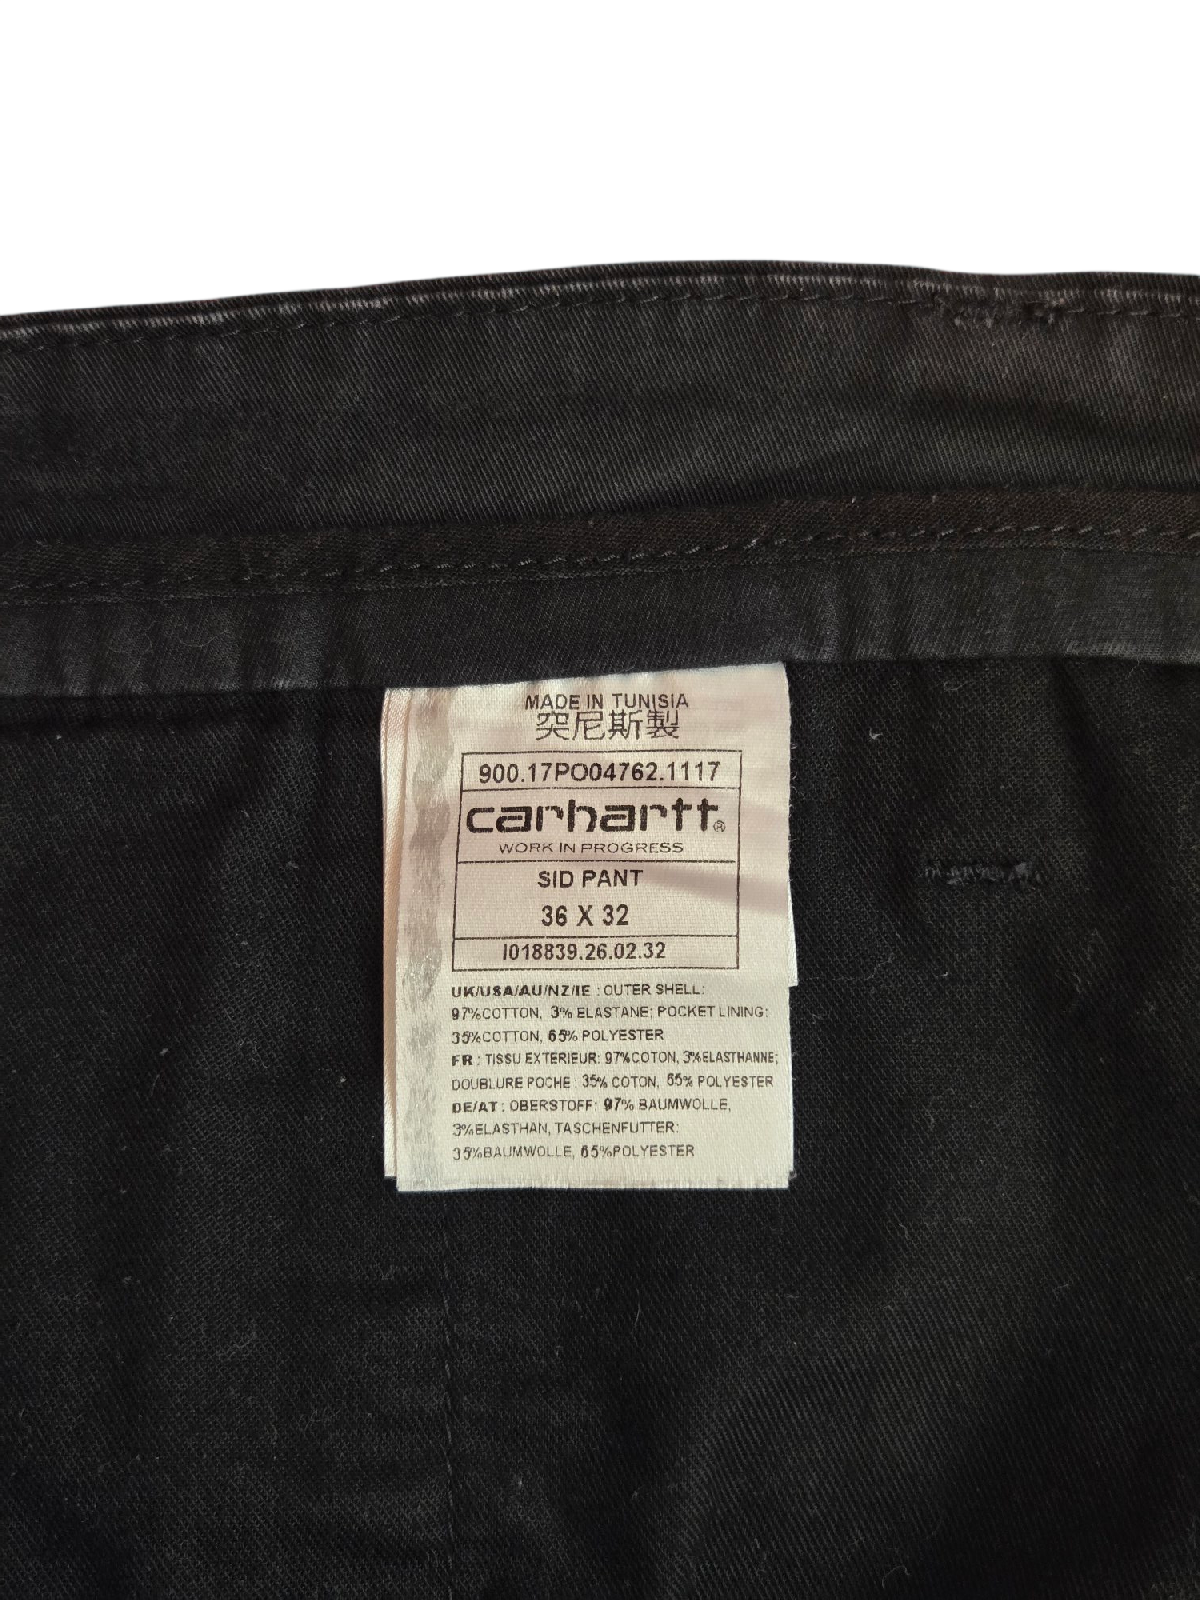 MADE IN TUNISIA
突尼斯製
900.17PO04762.1117
carhartt®
WORK IN PROGRESS
SID PANT
36 X 32
I018839.26.02.32
UK/USA/AU/NZ/IE : OUTER SHELL:
97%COTTON, 3% ELASTANE; POCKET LINING:
35%COTTON, 65% POLYESTER
FR : TISSU EXTERIEUR: 97%COTON, 3%ELASTHANNE;
DOUBLURE POCHE : 35% COTON, 65% POLYESTER
DE/AT : OBERSTOFF: 97% BAUMWOLLE,
3%ELASTHAN, TASCHENFUTTER:
35%BAUMWOLLE, 65%POLYESTER